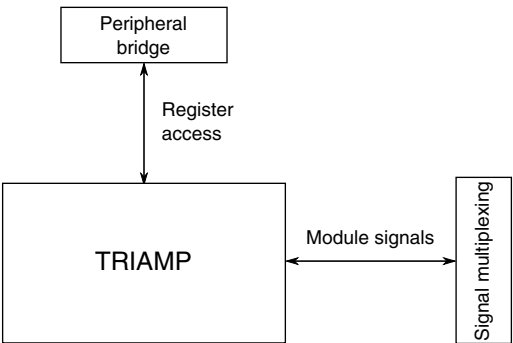 Peripheral
bridge
Register
access
TRIAMP
Module signals
Signal multiplexing